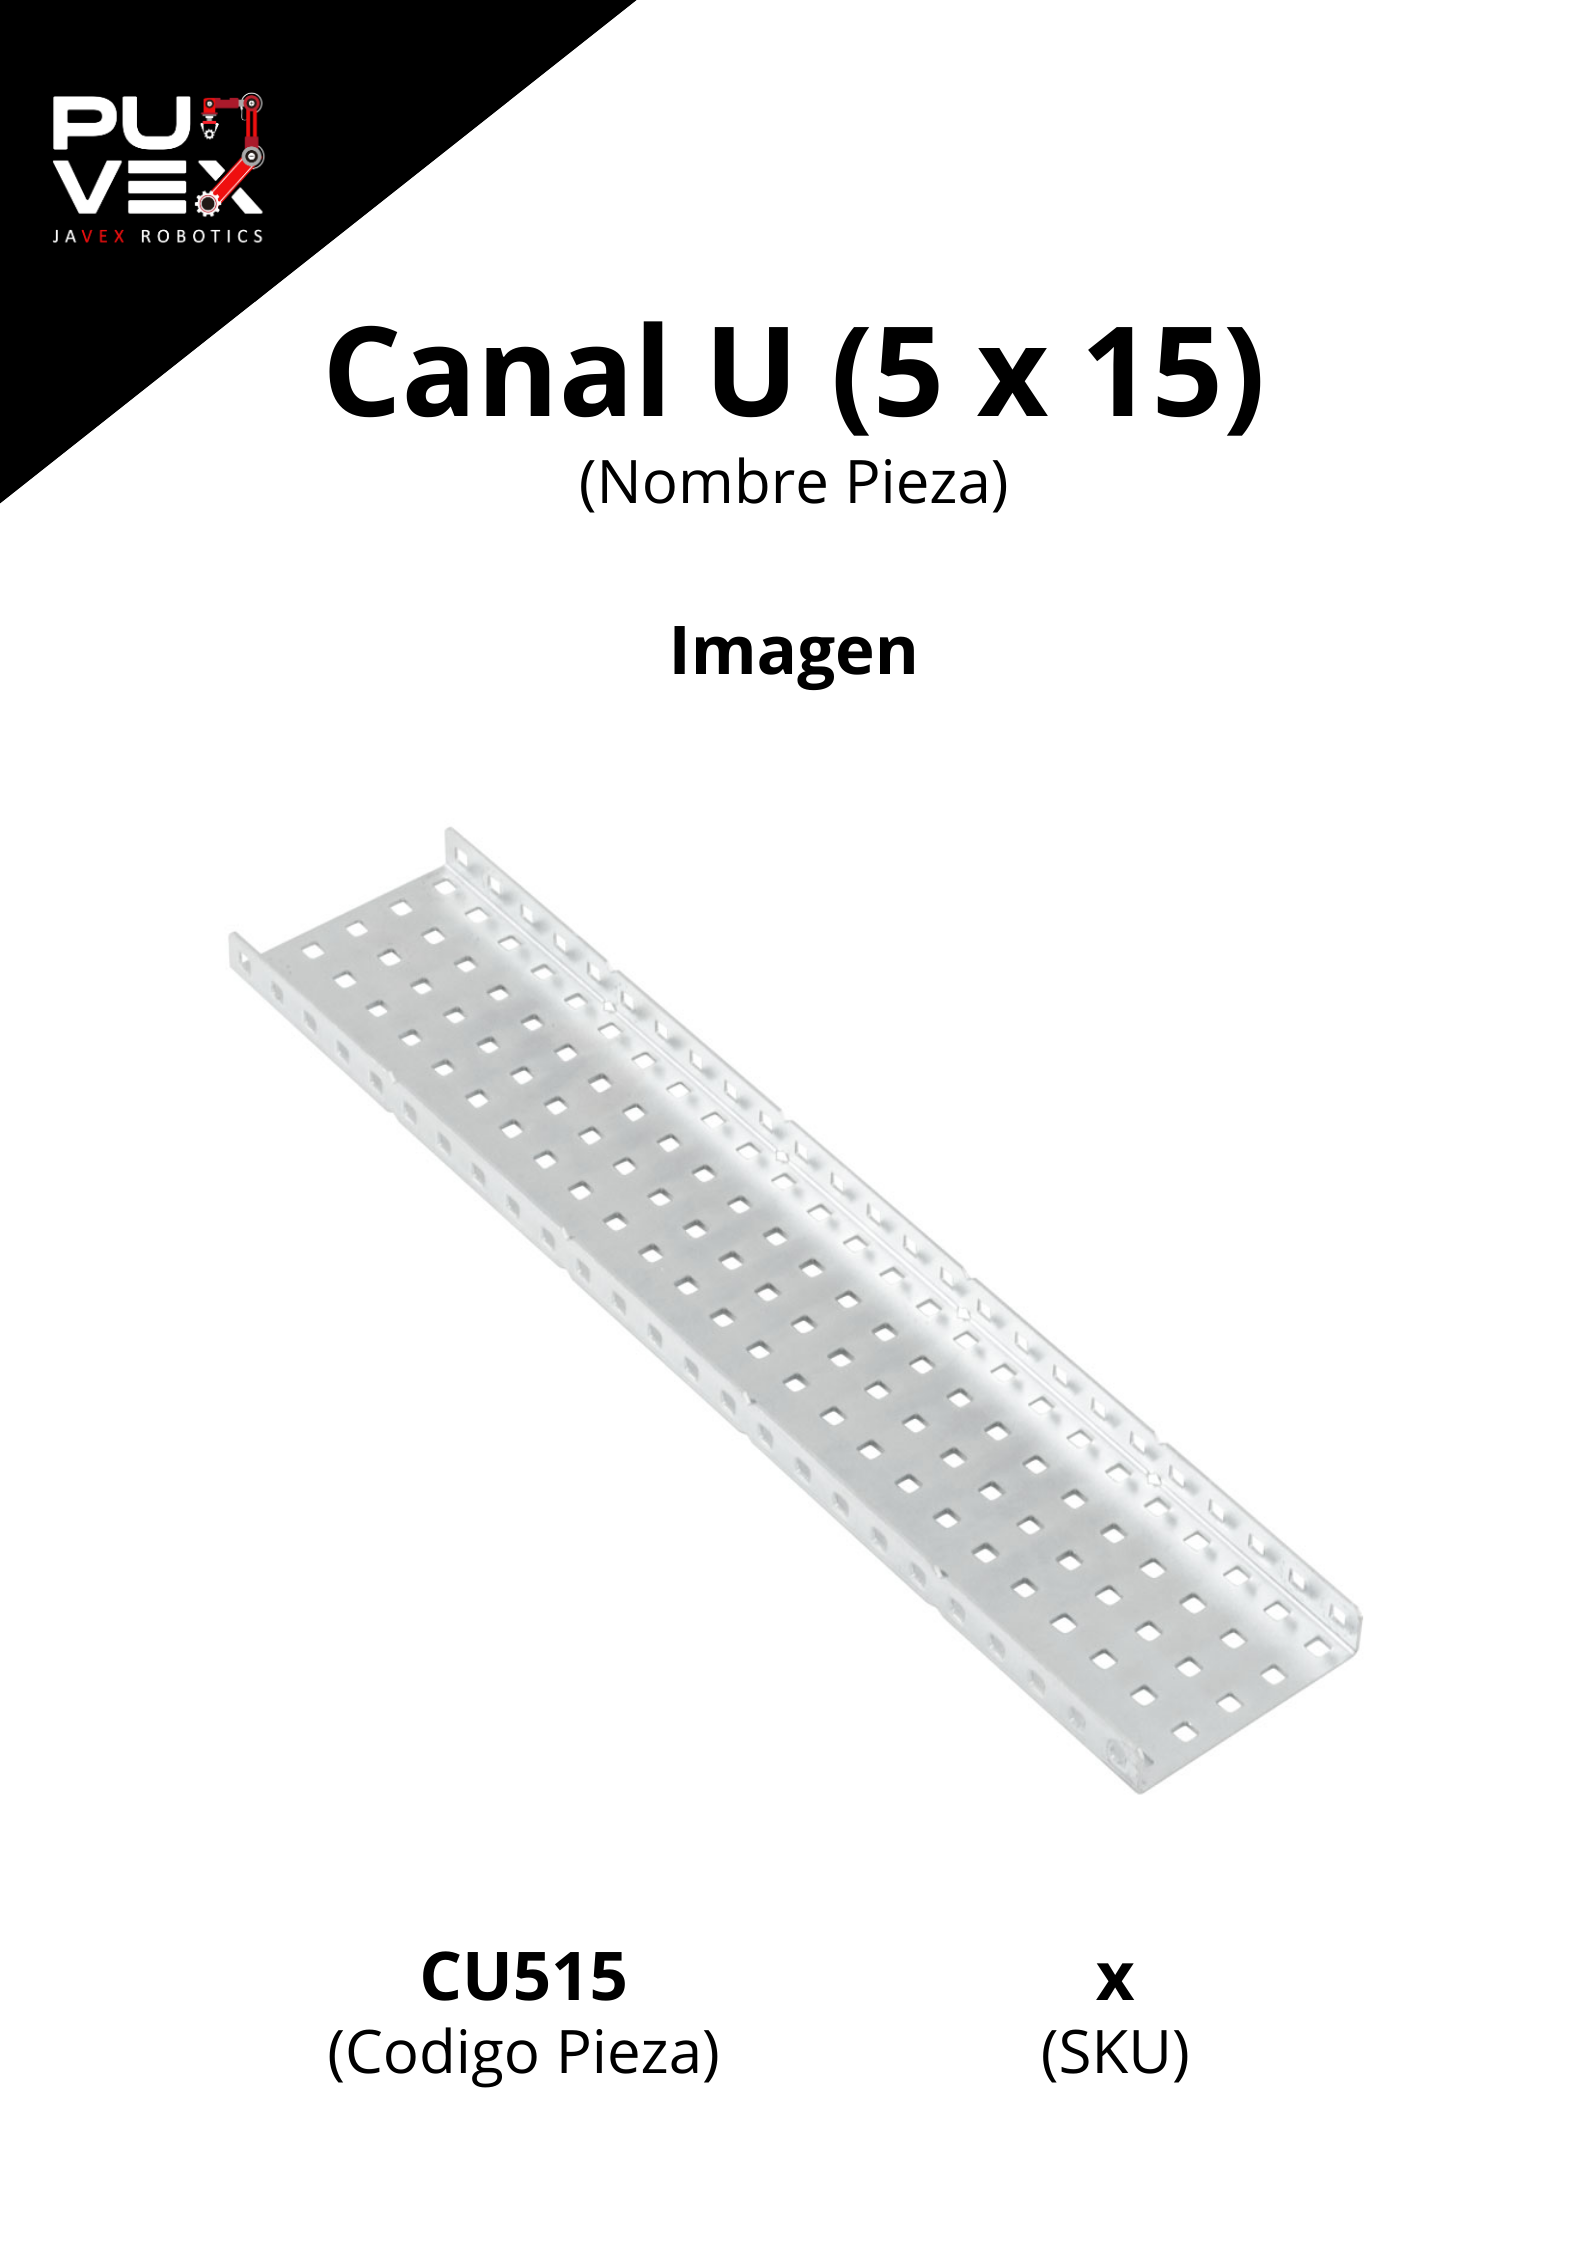 PU
VEX
JAVEX ROBOTICS
Canal U (5 x 15)
(Nombre Pieza)
Imagen
CU515
(Codigo Pieza)
x
(SKU)